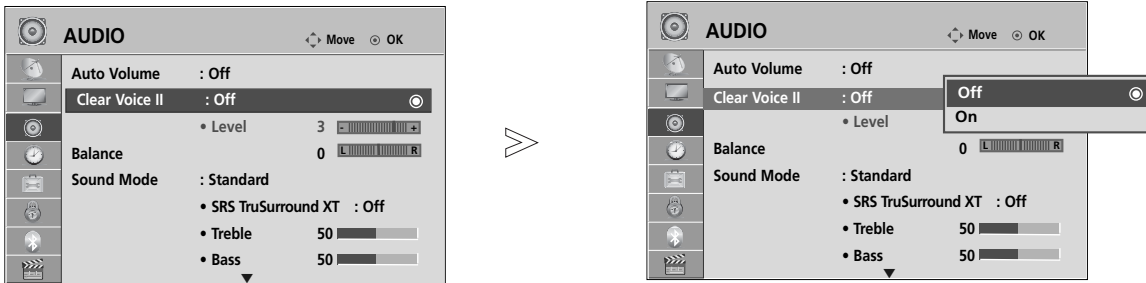 AUDIO
Move OK
Auto Volume : Off
Clear Voice II : Off
• Level 3 - +
Balance 0 L R
Sound Mode : Standard
• SRS TruSurround XT : Off
• Treble 50
• Bass 50
AUDIO
Move OK
Auto Volume : Off
Clear Voice II : Off
Off
On
• Level
Balance 0 L R
Sound Mode : Standard
• SRS TruSurround XT : Off
• Treble 50
• Bass 50